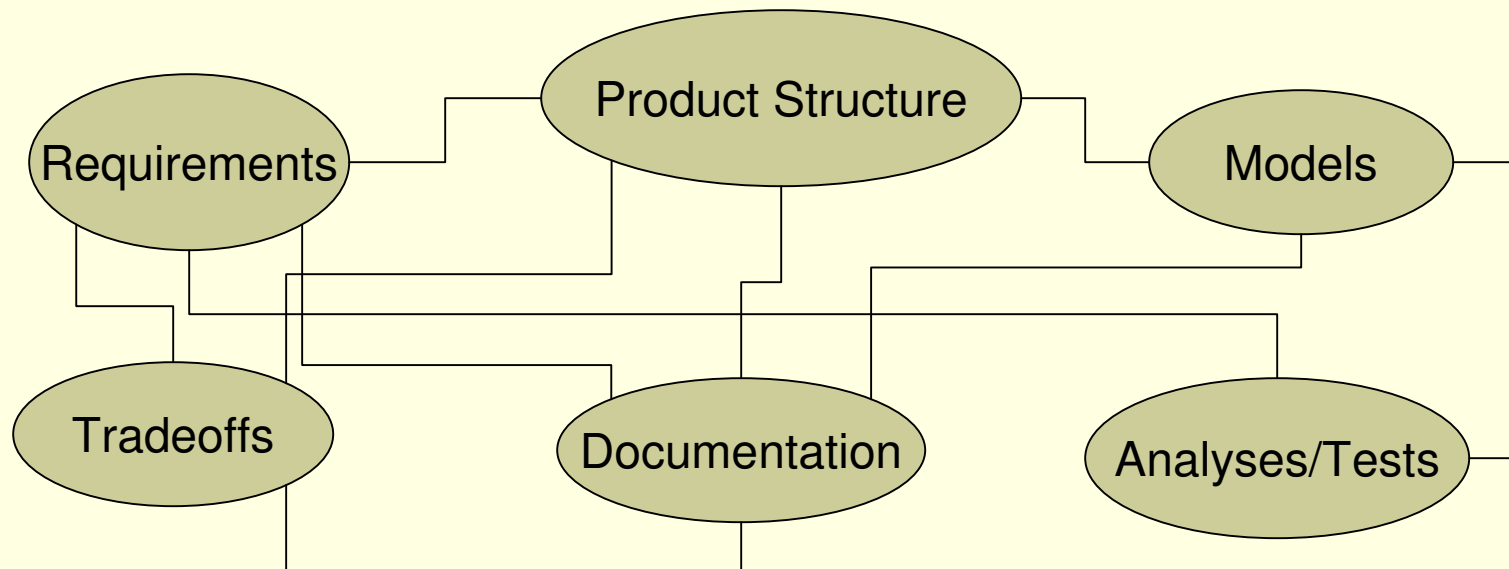 Product Structure
Requirements
Models
Tradeoffs
Documentation
Analyses/Tests